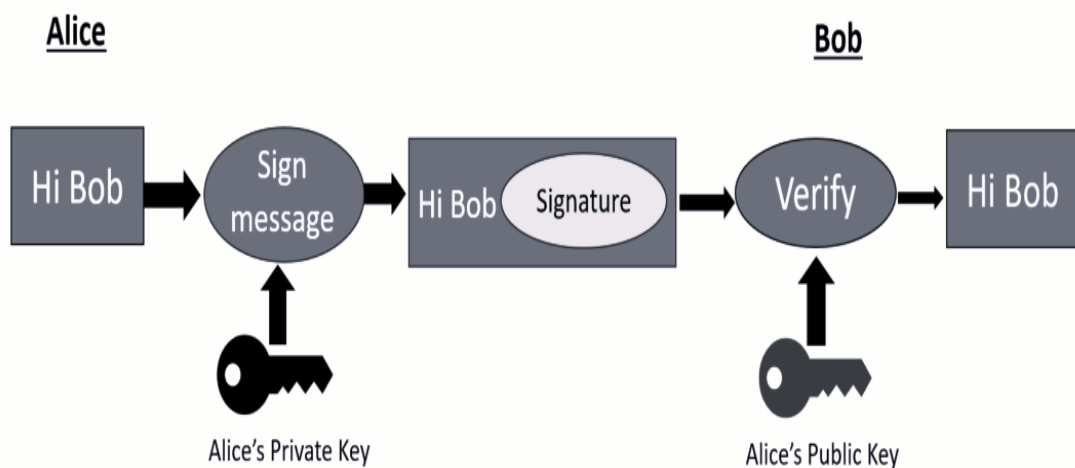 Alice
Bob
Hi Bob
Sign
message
Hi Bob
Signature
Verify
Hi Bob
Alice’s Private Key
Alice’s Public Key